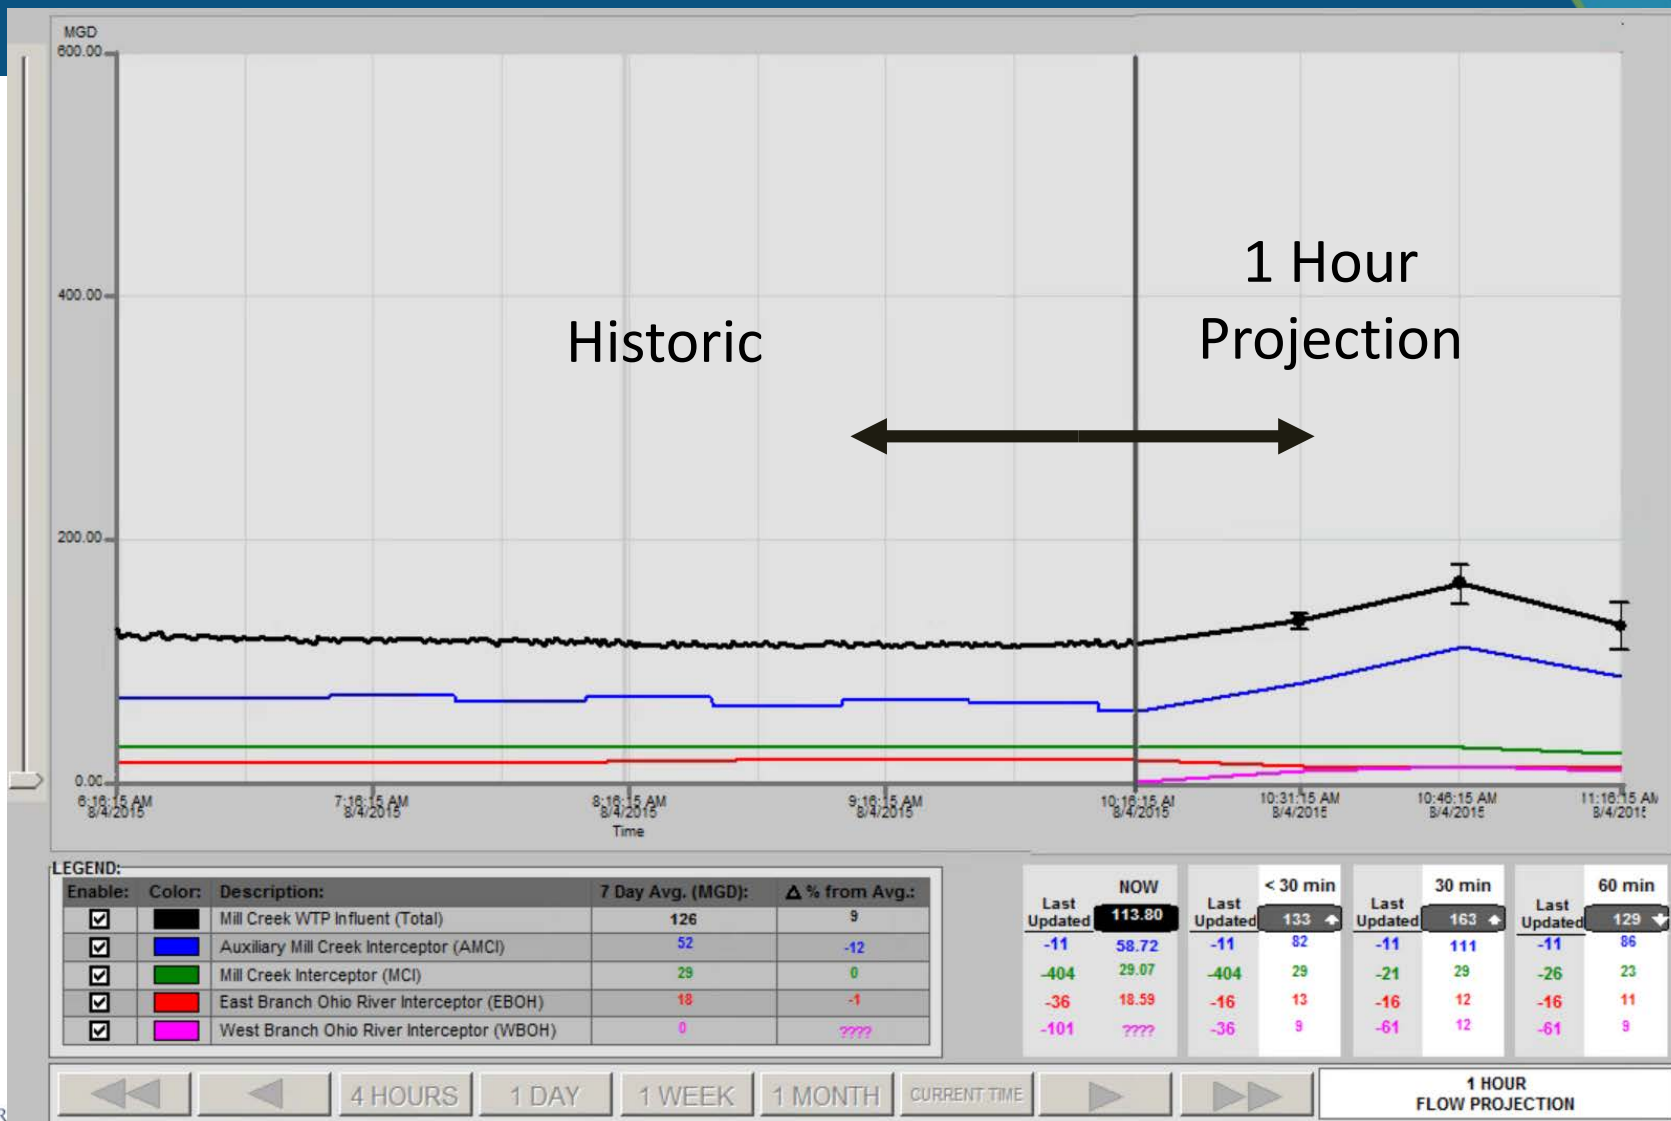 MGD
600.00
400.00
200.00
0.00
Historic
1 Hour
Projection
6:16:15 AM
8/4/2015
7:16:15 AM
8/4/2015
8:16:15 AM
8/4/2015
9:16:15 AM
8/4/2015
10:16:15 AM
8/4/2015
10:31:15 AM
8/4/2015
10:46:15 AM
8/4/2015
11:16:15 AM
8/4/2015
Time
LEGEND:
Enable: Color: Description: 7 Day Avg. (MGD): Δ % from Avg.:
Mill Creek WTP Influent (Total) 126 9
Auxiliary Mill Creek Interceptor (AMCI) 52 -12
Mill Creek Interceptor (MCI) 29 0
East Branch Ohio River Interceptor (EBOH) 18 -1
West Branch Ohio River Interceptor (WBOH) 0 ????
NOW < 30 min 30 min 60 min
Last Last Last Last
Updated 113.80 Updated 133 Updated 163 Updated 129
-11 58.72 -11 82 -11 111 -11 86
-404 29.07 -404 29 -21 29 -26 23
-36 18.59 -16 13 -16 12 -16 11
-101 ???? -36 9 -61 12 -61 9
4 HOURS 1 DAY 1 WEEK 1 MONTH CURRENT TIME
1 HOUR
FLOW PROJECTION
R